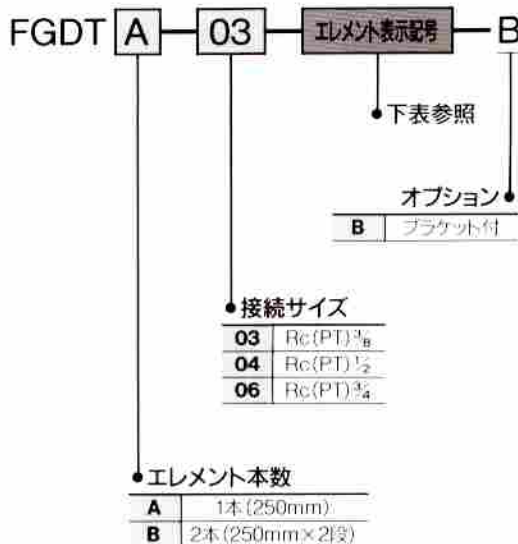 FGDT A — 03 — エレメント表示記号 — B
下表参照
オプション
B ブラケット付
接続サイズ
03 Rc(PT)3/8
04 Rc(PT)1/2
06 Rc(PT)3/4
エレメント本数
A 1本(250mm)
B 2本(250mm×2段)